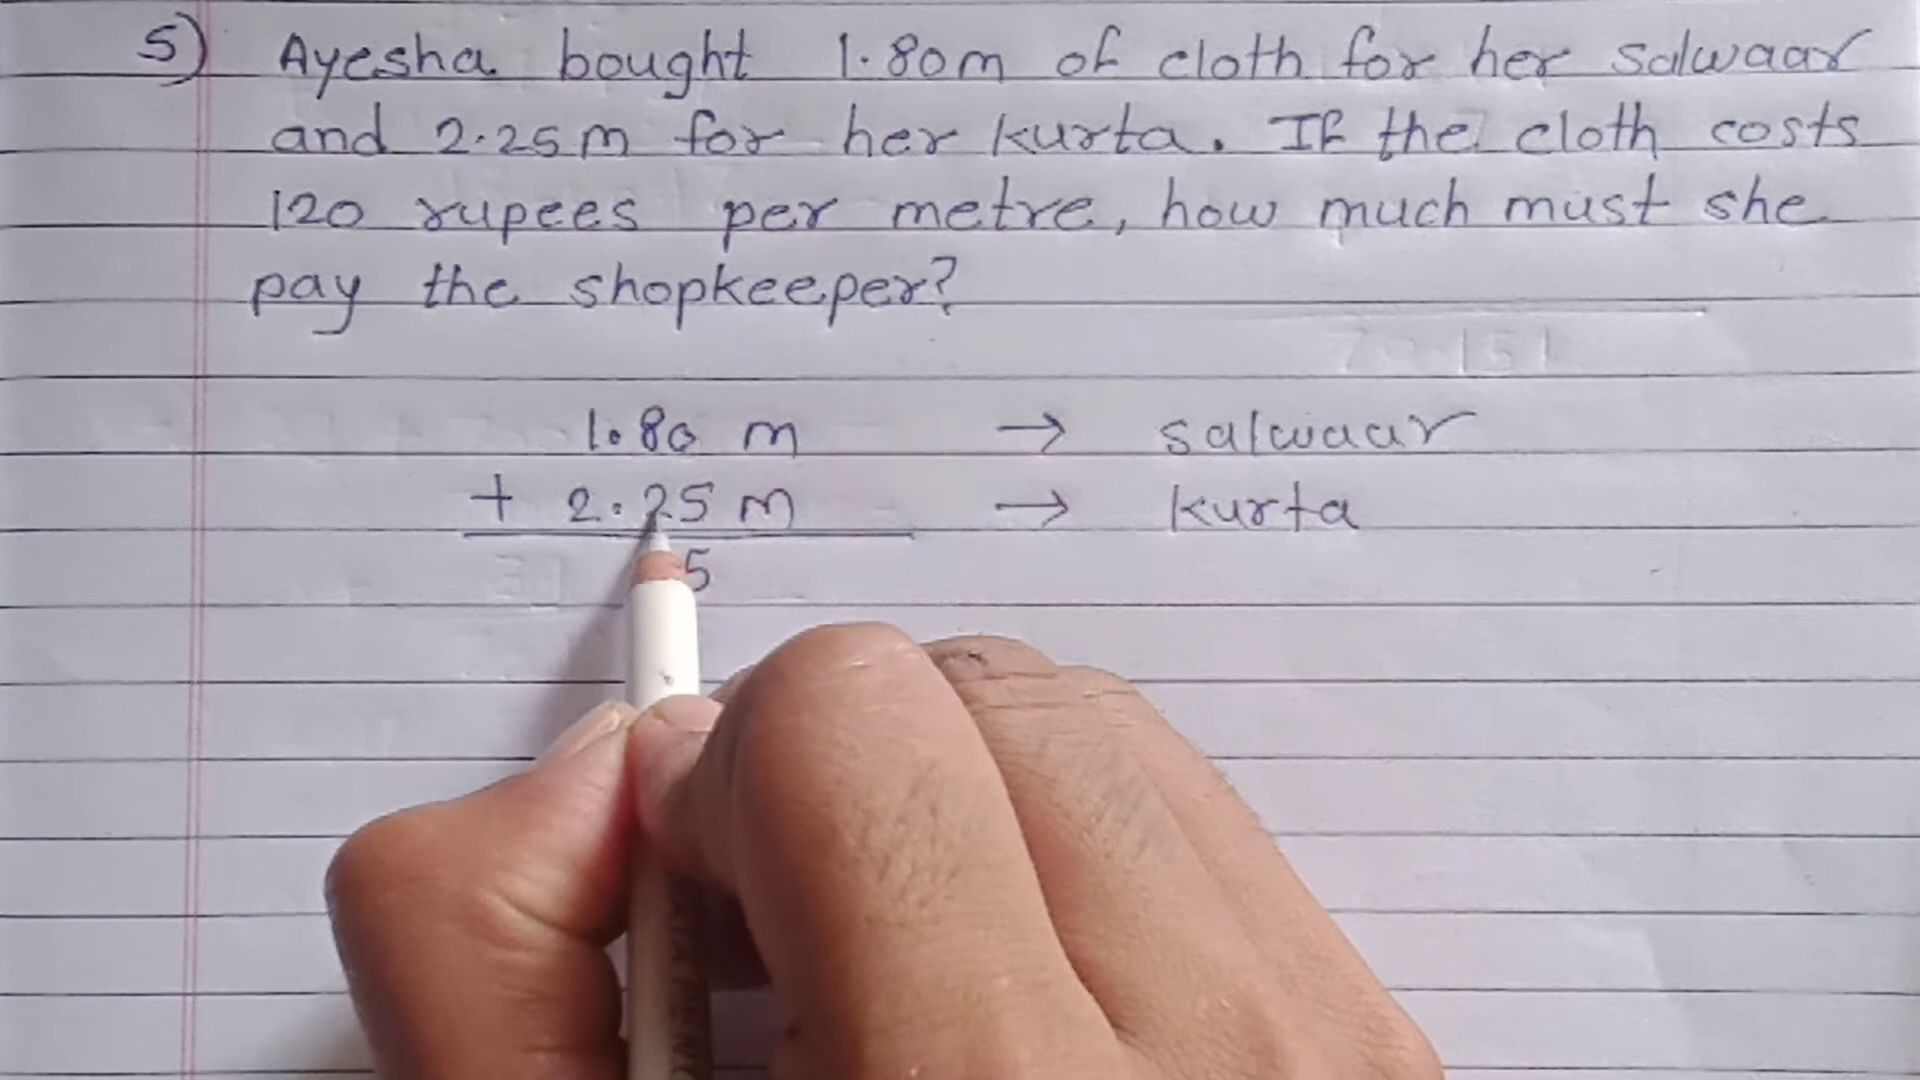 5) Ayesha bought 1.80m of cloth for her salwaar
and 2.25m for her kurta. If the cloth costs
120 rupees per metre, how much must she
pay the shopkeeper?
1.80 m → salwaar
+ 2.25 m → kurta
5